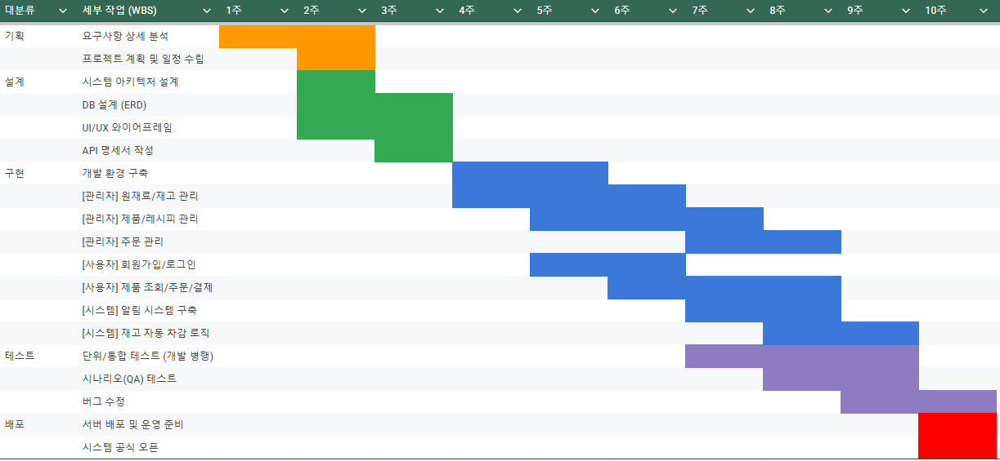 대분류 세부 작업 (WBS) 1주 2주 3주 4주 5주 6주 7주 8주 9주 10주
기획 요구사항 상세 분석
프로젝트 계획 및 일정 수립
설계 시스템 아키텍처 설계
DB 설계 (ERD)
UI/UX 와이어프레임
API 명세서 작성
구현 개발 환경 구축
[관리자] 원재료/재고 관리
[관리자] 제품/레시피 관리
[관리자] 주문 관리
[사용자] 회원가입/로그인
[사용자] 제품 조회/주문/결제
[시스템] 알림 시스템 구축
[시스템] 재고 자동 차감 로직
테스트 단위/통합 테스트 (개발 병행)
시나리오(QA) 테스트
버그 수정
배포 서버 배포 및 운영 준비
시스템 공식 오픈